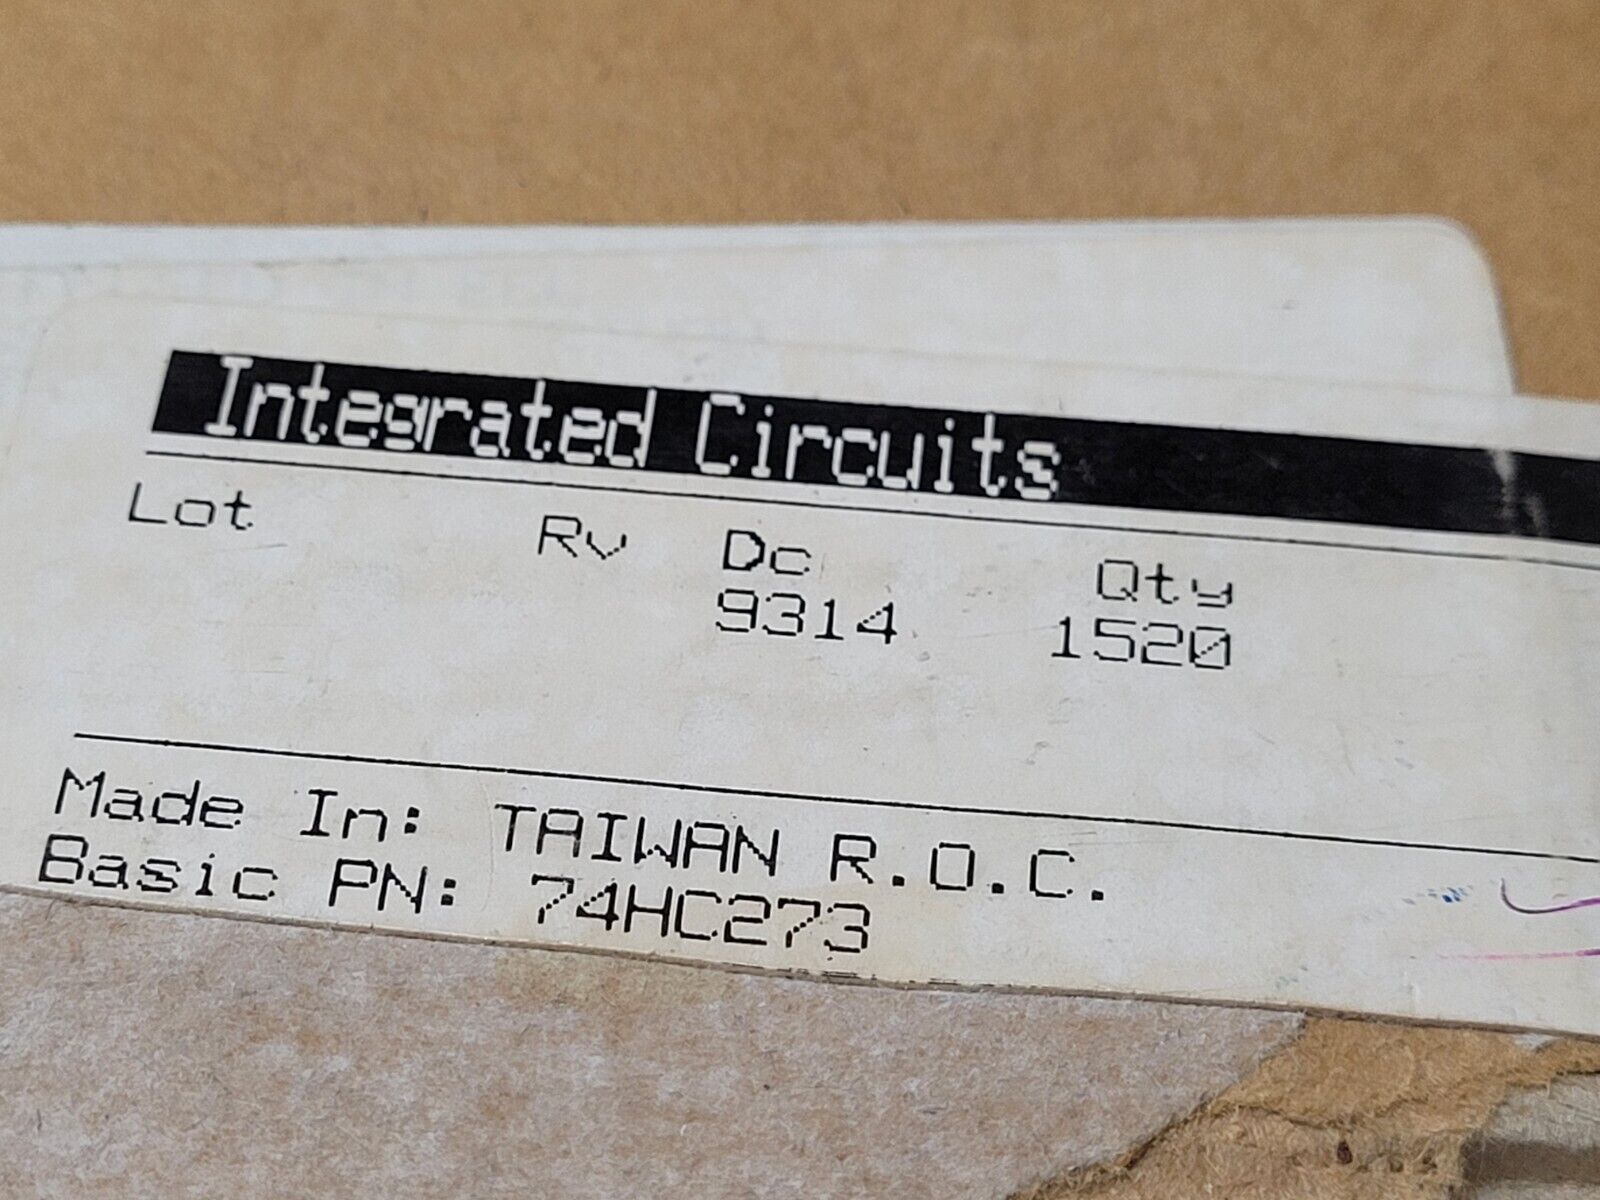 Integrated Circuits
Lot Rv Dc Qty
9314 1520
Made In: TAIWAN R.O.C.
Basic PN: 74HC273